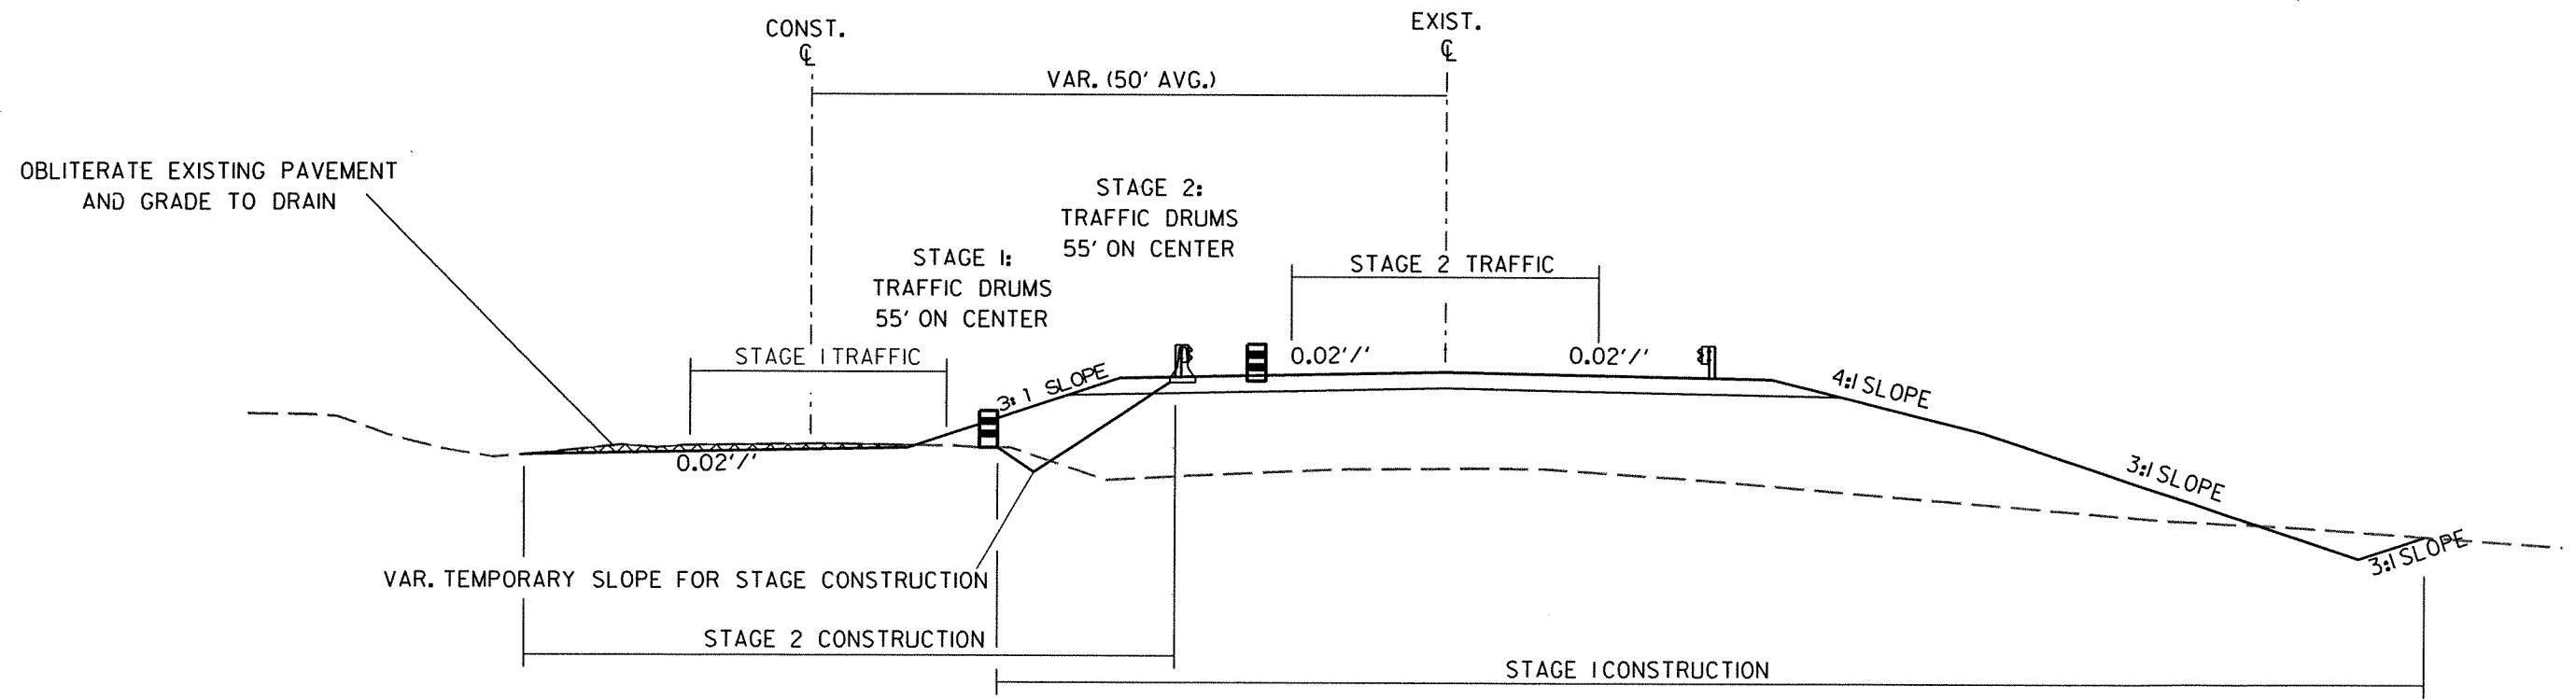 CONST.
℄
EXIST.
℄
VAR. (50' AVG.)
OBLITERATE EXISTING PAVEMENT
AND GRADE TO DRAIN
STAGE 2:
TRAFFIC DRUMS
55' ON CENTER
STAGE 1:
TRAFFIC DRUMS
55' ON CENTER
STAGE 2 TRAFFIC
STAGE 1 TRAFFIC
0.02'/'
0.02'/'
3:1 SLOPE
4:1 SLOPE
0.02'/'
3:1 SLOPE
3:1 SLOPE
VAR. TEMPORARY SLOPE FOR STAGE CONSTRUCTION
STAGE 2 CONSTRUCTION
STAGE 1 CONSTRUCTION